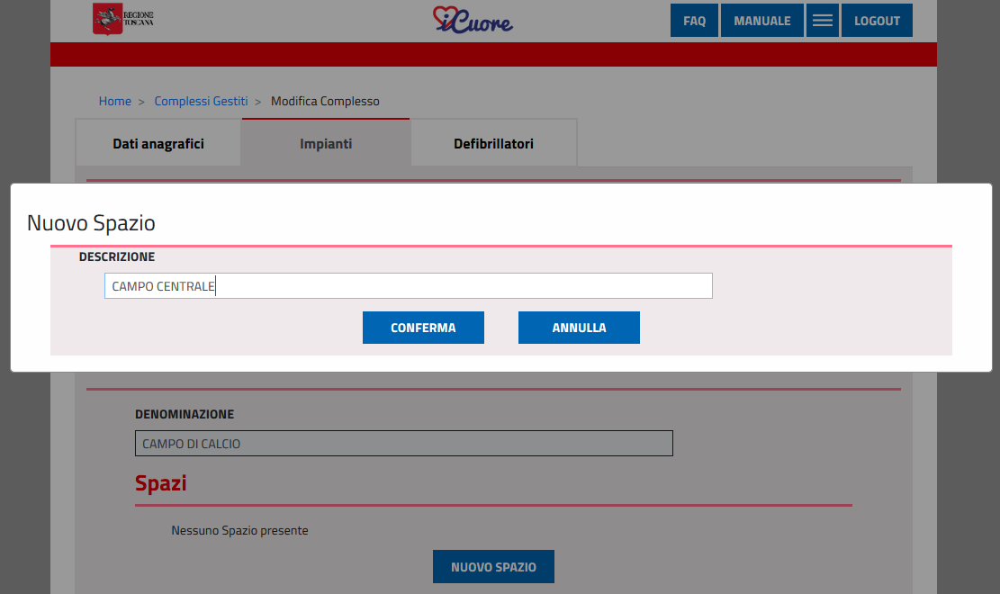 REGIONE
TOSCANA
iCuore
FAQ MANUALE LOGOUT
Home > Complessi Gestiti > Modifica Complesso
Dati anagrafici Impianti Defibrillatori
Nuovo Spazio
DESCRIZIONE
CAMPO CENTRALE
CONFERMA ANNULLA
DENOMINAZIONE
CAMPO DI CALCIO
Spazi
Nessuno Spazio presente
NUOVO SPAZIO